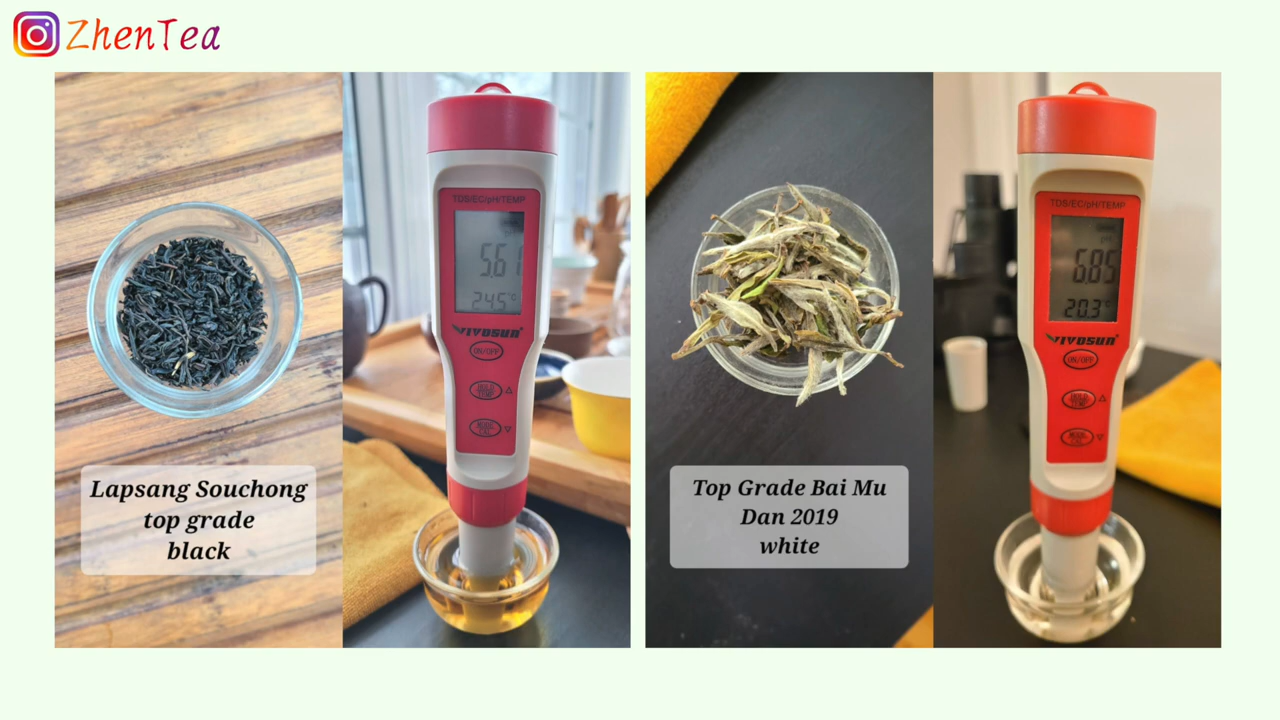 ZhenTea
TDS/EC/pH/TEMP
5.61
24.5°C
VIVOSUN
ON/OFF
HOLD
TEMP
MODE
CAL
Lapsang Souchong
top grade
black
TDS/EC/pH/TEMP
6.85
20.3°C
VIVOSUN
ON/OFF
HOLD
TEMP
MODE
CAL
Top Grade Bai Mu
Dan 2019
white